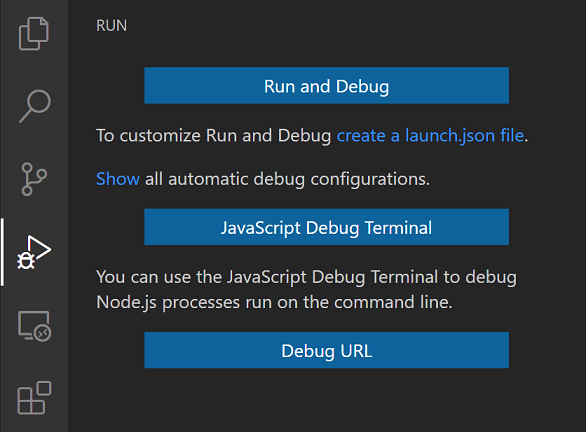 RUN
Run and Debug
To customize Run and Debug create a launch.json file.
Show all automatic debug configurations.
JavaScript Debug Terminal
You can use the JavaScript Debug Terminal to debug
Node.js processes run on the command line.
Debug URL